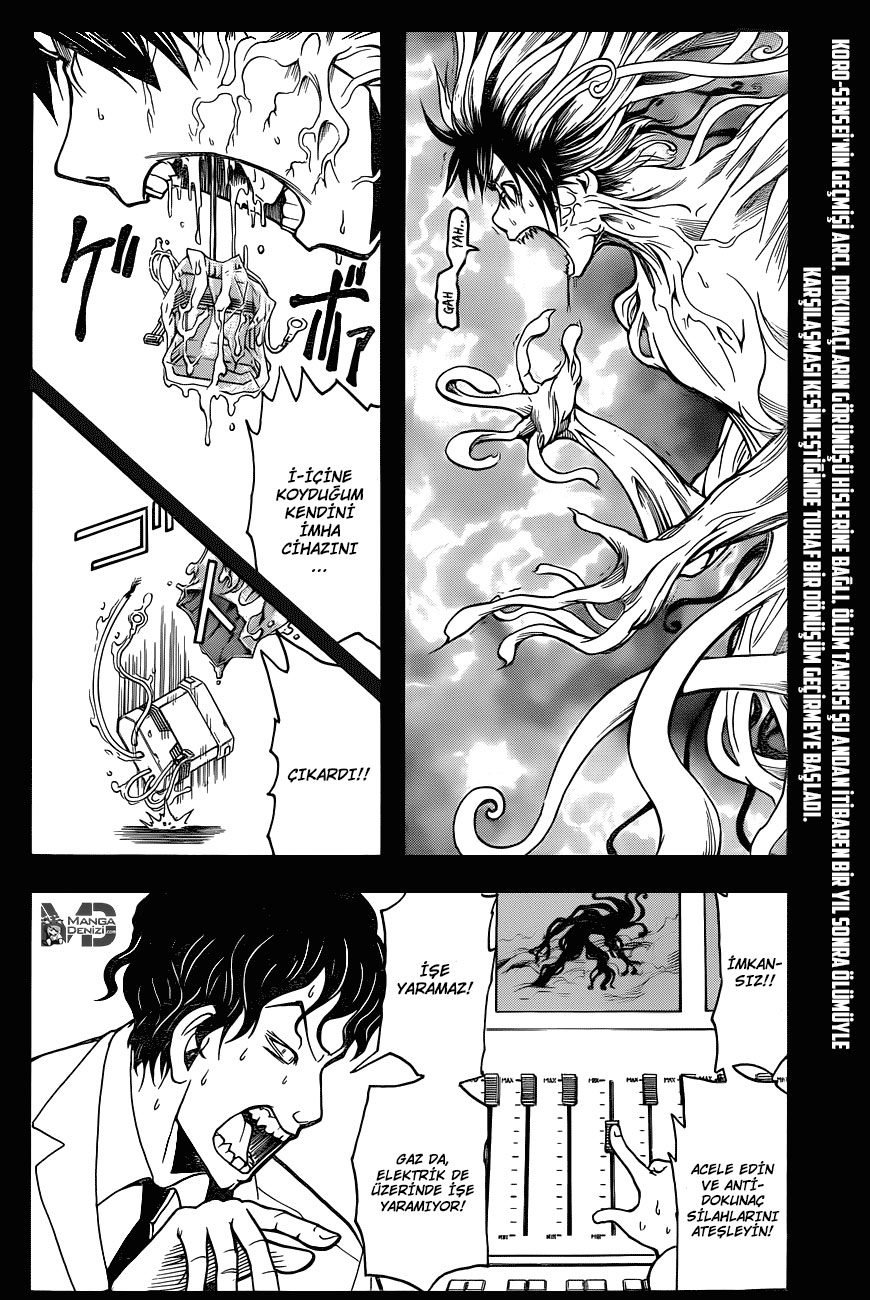 KORO-SENSEI'NİN GEÇMİŞİ ARCI. DOKUNAÇLARIN GÖRÜNÜŞÜ HİSLERİNE BAĞLI. ÖLÜM TANRISI ŞU ANDAN İTİBAREN BİR YIL SONRA ÖLÜMÜYLE
KARŞILAŞMASI KESİNLEŞTİĞİNDE TUHAF BİR DÖNÜŞÜM GEÇİRMEYE BAŞLADI.
YAH..
GAH
ゲ
ボァ
İ-İÇİNE
KOYDUĞUM
KENDİNİ
İMHA
CİHAZINI
...
ゴ
ト
ÇIKARDI!!
İMKAN-
SIZ!!
İŞE
YARAMAZ!
MAX
ACELE EDİN
VE ANTİ-
DOKUNAÇ
SİLAHLARINI
ATEŞLEYİN!
GAZ DA,
ELEKTRİK DE
ÜZERİNDE İŞE
YARAMIYOR!
MANGA
DENİZİ